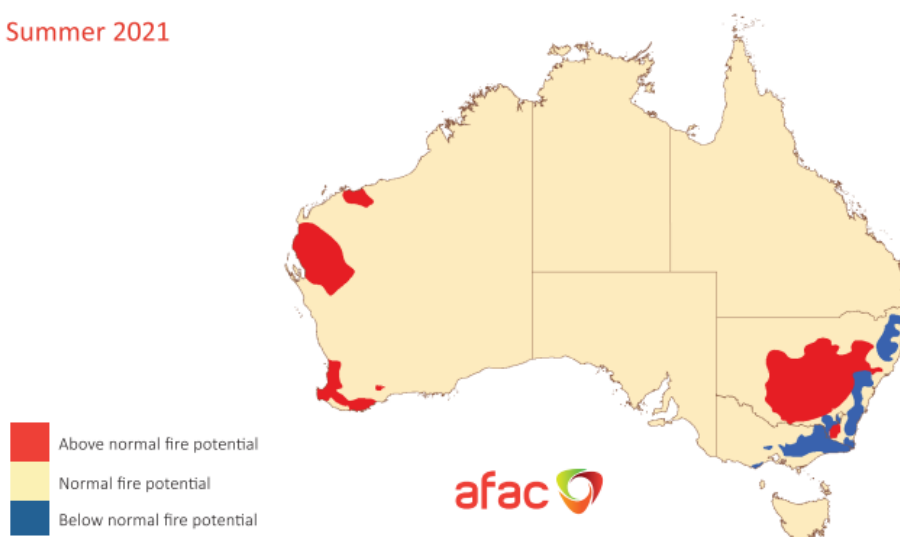 Summer 2021
Above normal fire potential
Normal fire potential
Below normal fire potential
afac